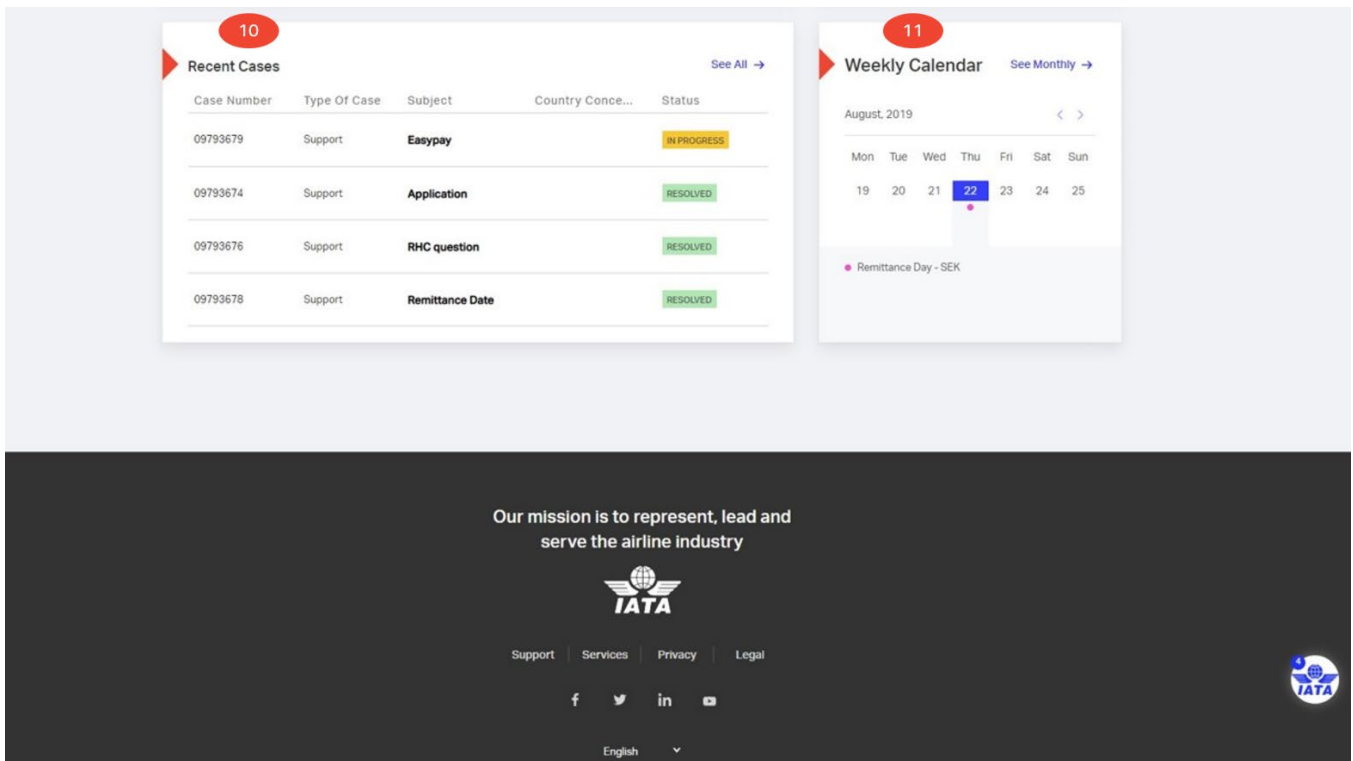 10
Recent Cases
See All →
Case Number Type Of Case Subject Country Conce... Status
09793679 Support Easypay IN PROGRESS
09793674 Support Application RESOLVED
09793676 Support RHC question RESOLVED
09793678 Support Remittance Date RESOLVED
11
Weekly Calendar
See Monthly →
August, 2019
Mon Tue Wed Thu Fri Sat Sun
19 20 21 22 23 24 25
Remittance Day - SEK
Our mission is to represent, lead and
serve the airline industry
IATA
Support Services Privacy Legal
English
4
IATA